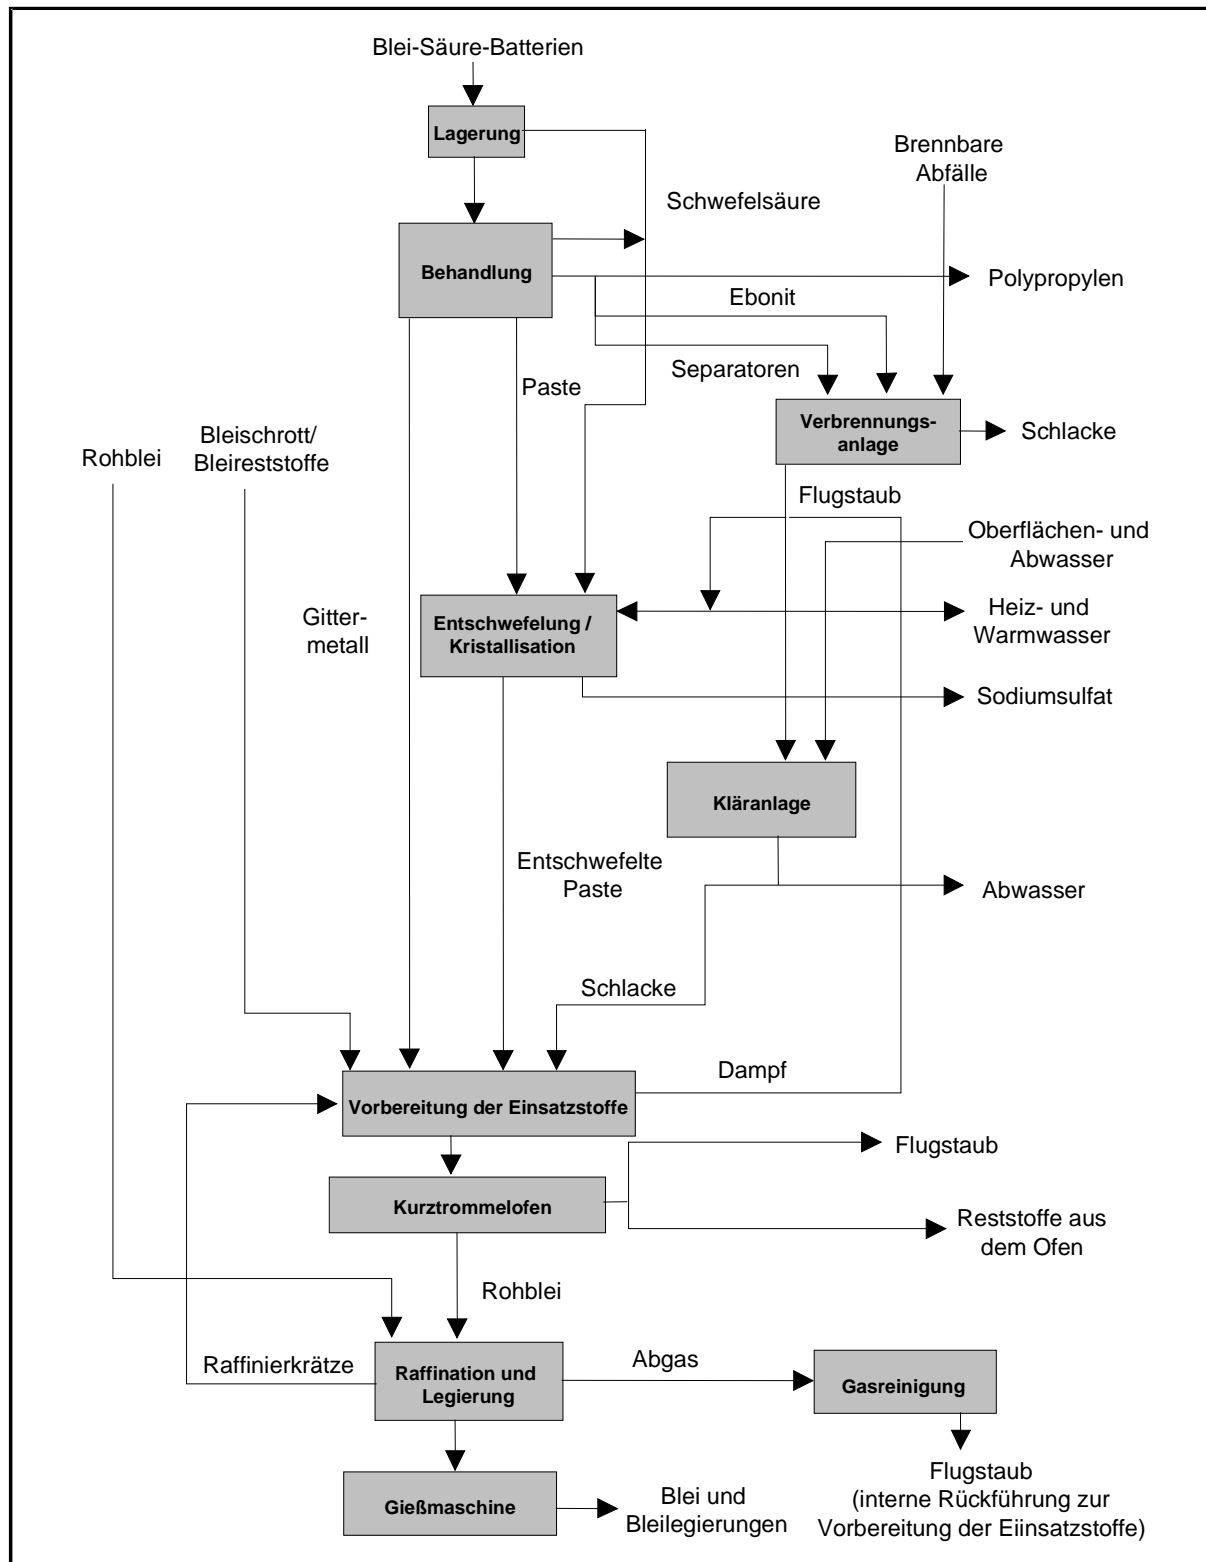 Blei-Säure-Batterien
Lagerung
Brennbare
Abfälle
Schwefelsäure
Behandlung
Polypropylen
Ebonit
Separatoren
Paste
Verbrennungs-
anlage
Schlacke
Bleischrott/
Bleireststoffe
Rohblei
Flugstaub
Oberflächen- und
Abwasser
Gitter-
metall
Entschwefelung /
Kristallisation
Heiz- und
Warmwasser
Sodiumsulfat
Kläranlage
Entschwefelte
Paste
Abwasser
Schlacke
Dampf
Vorbereitung der Einsatzstoffe
Flugstaub
Kurztrommelofen
Reststoffe aus
dem Ofen
Rohblei
Raffinierkrätze
Raffination und
Legierung
Abgas
Gasreinigung
Flugstaub
(interne Rückführung zur
Vorbereitung der Eiinsatzstoffe)
Gießmaschine
Blei und
Bleilegierungen